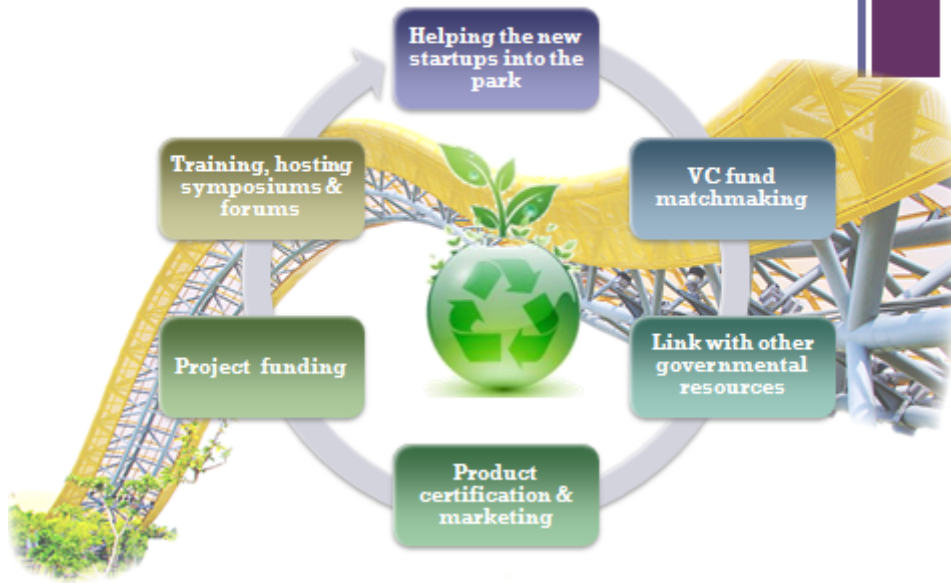 Helping the new
startups into the
park
VC fund
matchmaking
Link with other
governmental
resources
Product
certification &
marketing
Project funding
Training, hosting
symposiums &
forums